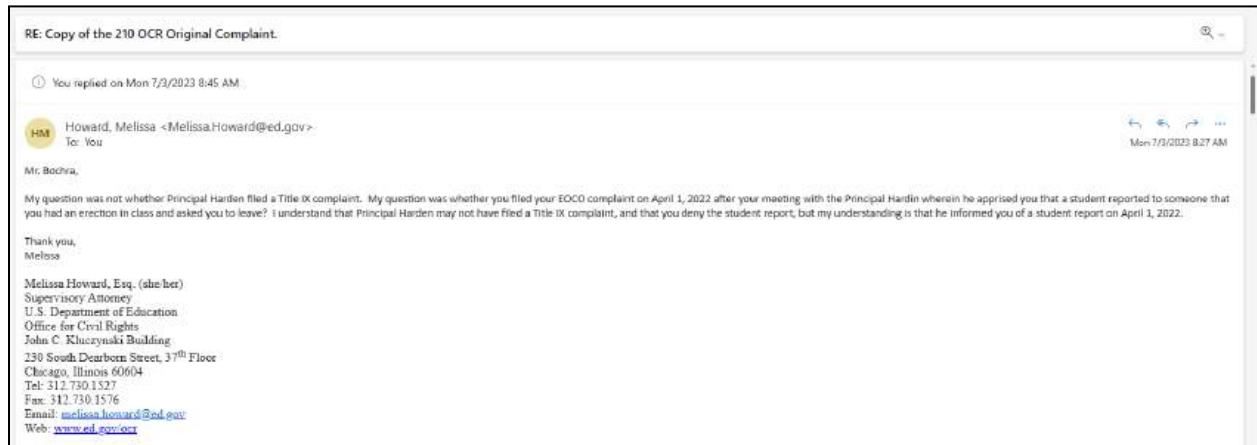 RE: Copy of the 210 OCR Original Complaint.
You replied on Mon 7/3/2023 8:45 AM
HM
Howard, Melissa <Melissa.Howard@ed.gov>
To: You
Mon 7/3/2023 8:27 AM
Mr. Bochra,
My question was not whether Principal Harden filed a Title IX complaint. My question was whether you filed your EOCO complaint on April 1, 2022 after your meeting with the Principal Hardin wherein he apprised you that a student reported to someone that
you had an erection in class and asked you to leave? I understand that Principal Harden may not have filed a Title IX complaint, and that you deny the student report, but my understanding is that he informed you of a student report on April 1, 2022.
Thank you,
Melissa
Melissa Howard, Esq. (she/her)
Supervisory Attorney
U.S. Department of Education
Office for Civil Rights
John C. Kluczynski Building
230 South Dearborn Street, 37th Floor
Chicago, Illinois 60604
Tel: 312.730.1527
Fax: 312.730.1576
Email: melissa.howard@ed.gov
Web: www.ed.gov/ocr